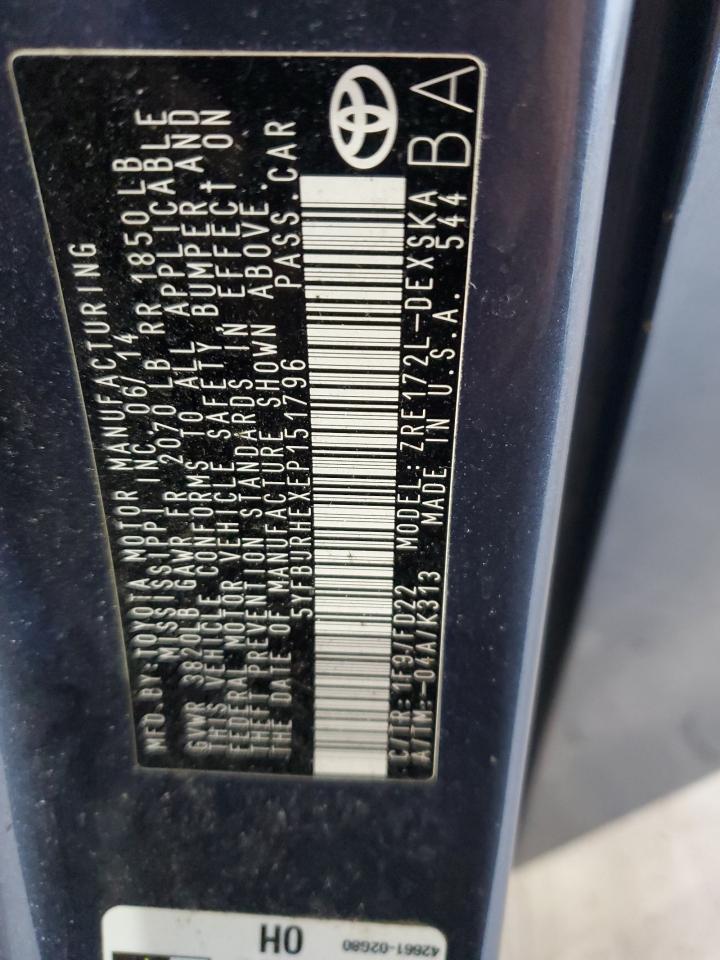 MFD. BY: TOYOTA MOTOR MANUFACTURING
MISSISSIPPI INC. 06/14
GVWR 3820LB GAWR FR 2070 LB RR 1850 LB
THIS VEHICLE CONFORMS TO ALL APPLICABLE
FEDERAL MOTOR VEHICLE SAFETY, BUMPER AND
THEFT PREVENTION STANDARDS IN EFFECT ON
THE DATE OF MANUFACTURE SHOWN ABOVE.
5YFBURHEXEP151796 PASS. CAR
C/TR: 1F9/FD22 MODEL: ZRE172L-DEXSKA
A/TM: -04A/K313 MADE IN U.S.A. 544
BA
0H
42661-02G80